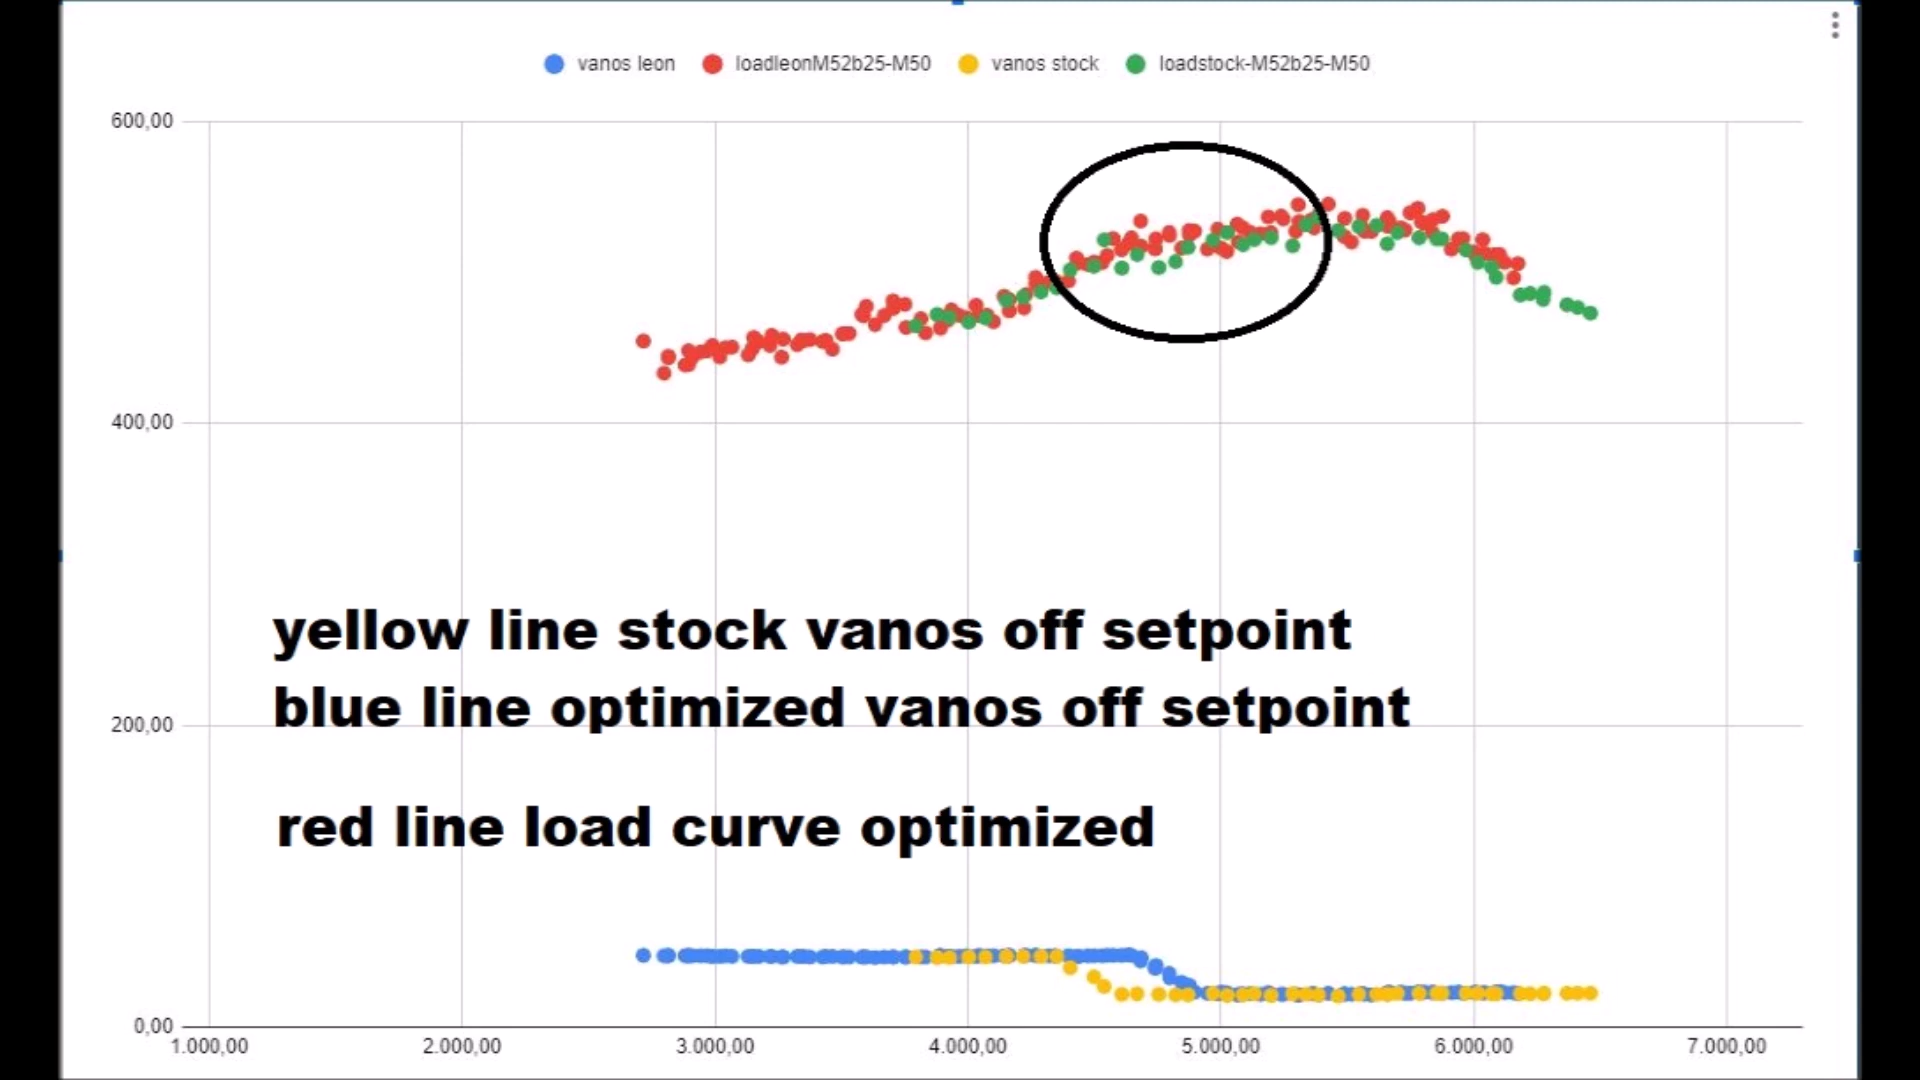 vanos leon loadleonM52b25-M50 vanos stock loadstock-M52b25-M50
600,00
400,00
yellow line stock vanos off setpoint
blue line optimized vanos off setpoint
200,00
red line load curve optimized
0,00
1.000,00 2.000,00 3.000,00 4.000,00 5.000,00 6.000,00 7.000,00